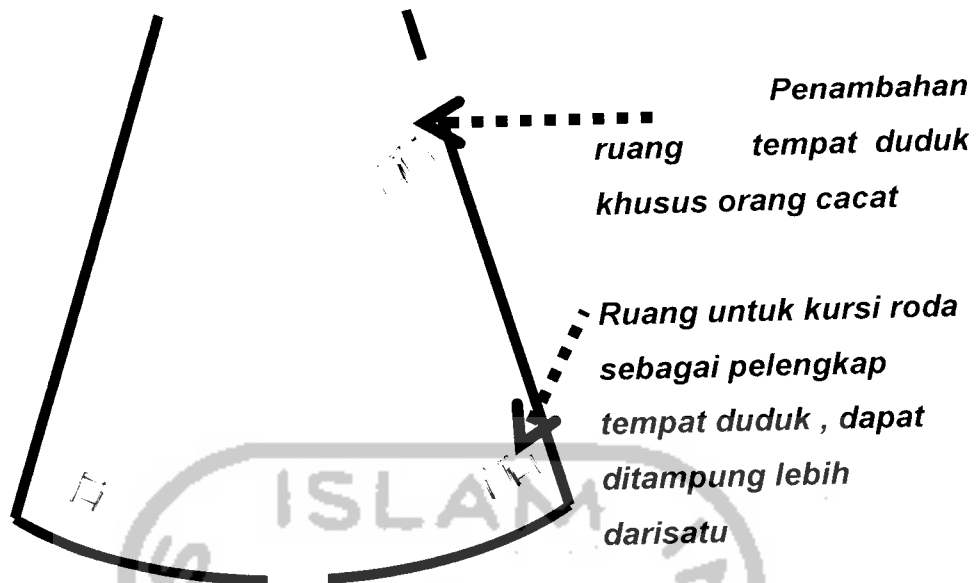 Penambahan
ruang tempat duduk
khusus orang cacat
Ruang untuk kursi roda
sebagai pelengkap
tempat duduk , dapat
ditampung lebih
darisatu
ISLAM